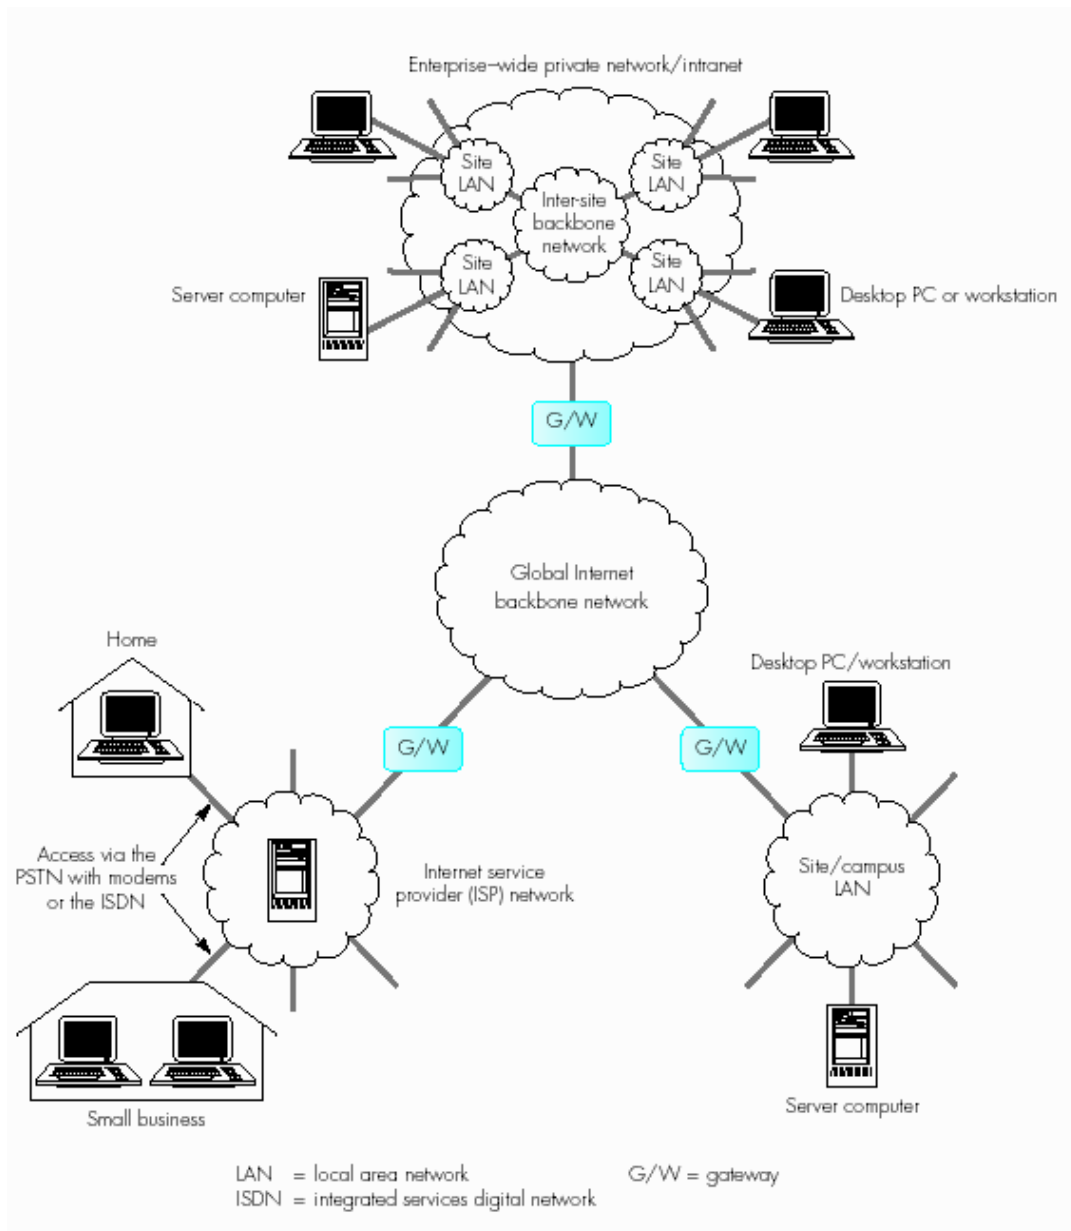 Enterprise–wide private network/intranet
Site
LAN
Site
LAN
Inter-site
backbone
network
Site
LAN
Site
LAN
Server computer
Desktop PC or workstation
G/W
Global Internet
backbone network
Home
Desktop PC/workstation
G/W
G/W
Access via the
PSTN with modems
or the ISDN
Internet service
provider (ISP) network
Site/campus
LAN
Server computer
Small business
LAN = local area network
G/W = gateway
ISDN = integrated services digital network